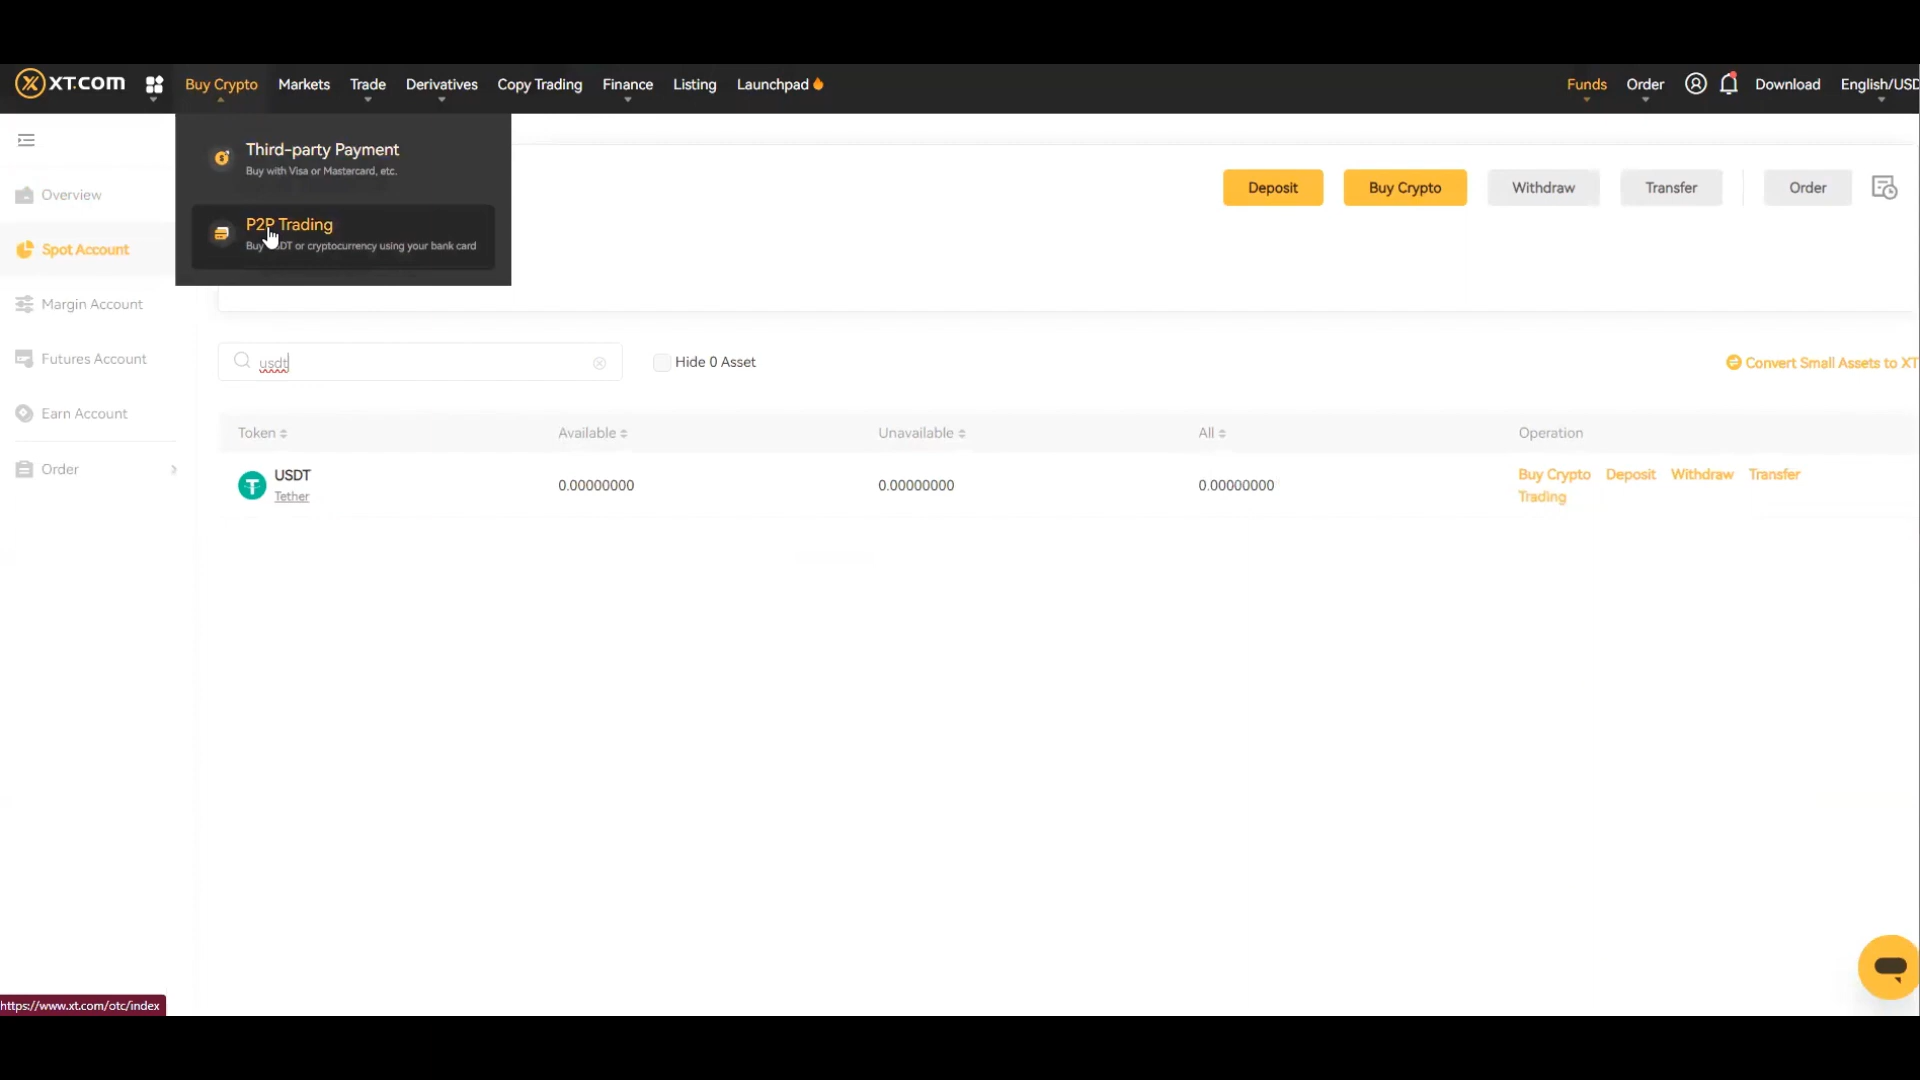 XT.COM
Buy Crypto
Markets
Trade
Derivatives
Copy Trading
Finance
Listing
Launchpad
Funds
Order
Download
English/USD
Third-party Payment
Buy with Visa or Mastercard, etc.
P2P Trading
Buy USDT or cryptocurrency using your bank card
Overview
Spot Account
Margin Account
Futures Account
Earn Account
Order
Deposit
Buy Crypto
Withdraw
Transfer
Order
usdt
Hide 0 Asset
Convert Small Assets to XT
Token
Available
Unavailable
All
Operation
USDT
Tether
0.00000000
0.00000000
0.00000000
Buy Crypto
Deposit
Withdraw
Transfer
Trading
https://www.xt.com/otc/index